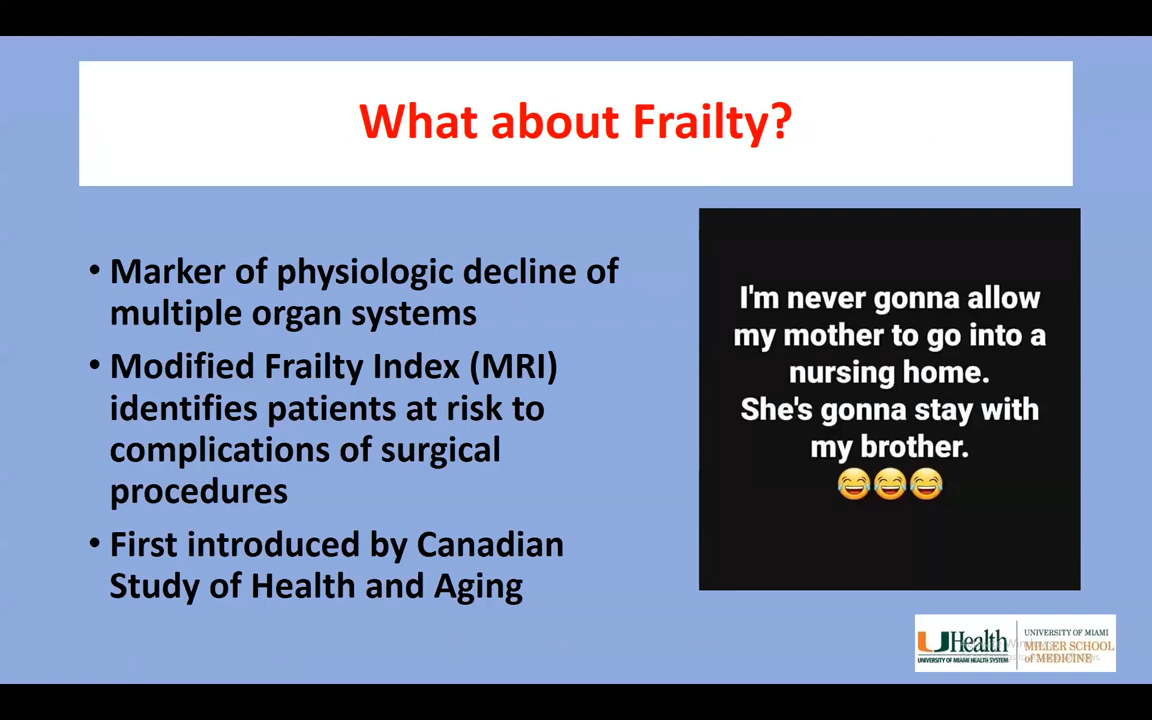 What about Frailty?
• Marker of physiologic decline of
multiple organ systems
• Modified Frailty Index (MRI)
identifies patients at risk to
complications of surgical
procedures
• First introduced by Canadian
Study of Health and Aging
I'm never gonna allow
my mother to go into a
nursing home.
She's gonna stay with
my brother.
😂😂😂
UHealth
UNIVERSITY OF MIAMI HEALTH SYSTEM
UNIVERSITY OF MIAMI
MILLER SCHOOL
of MEDICINE